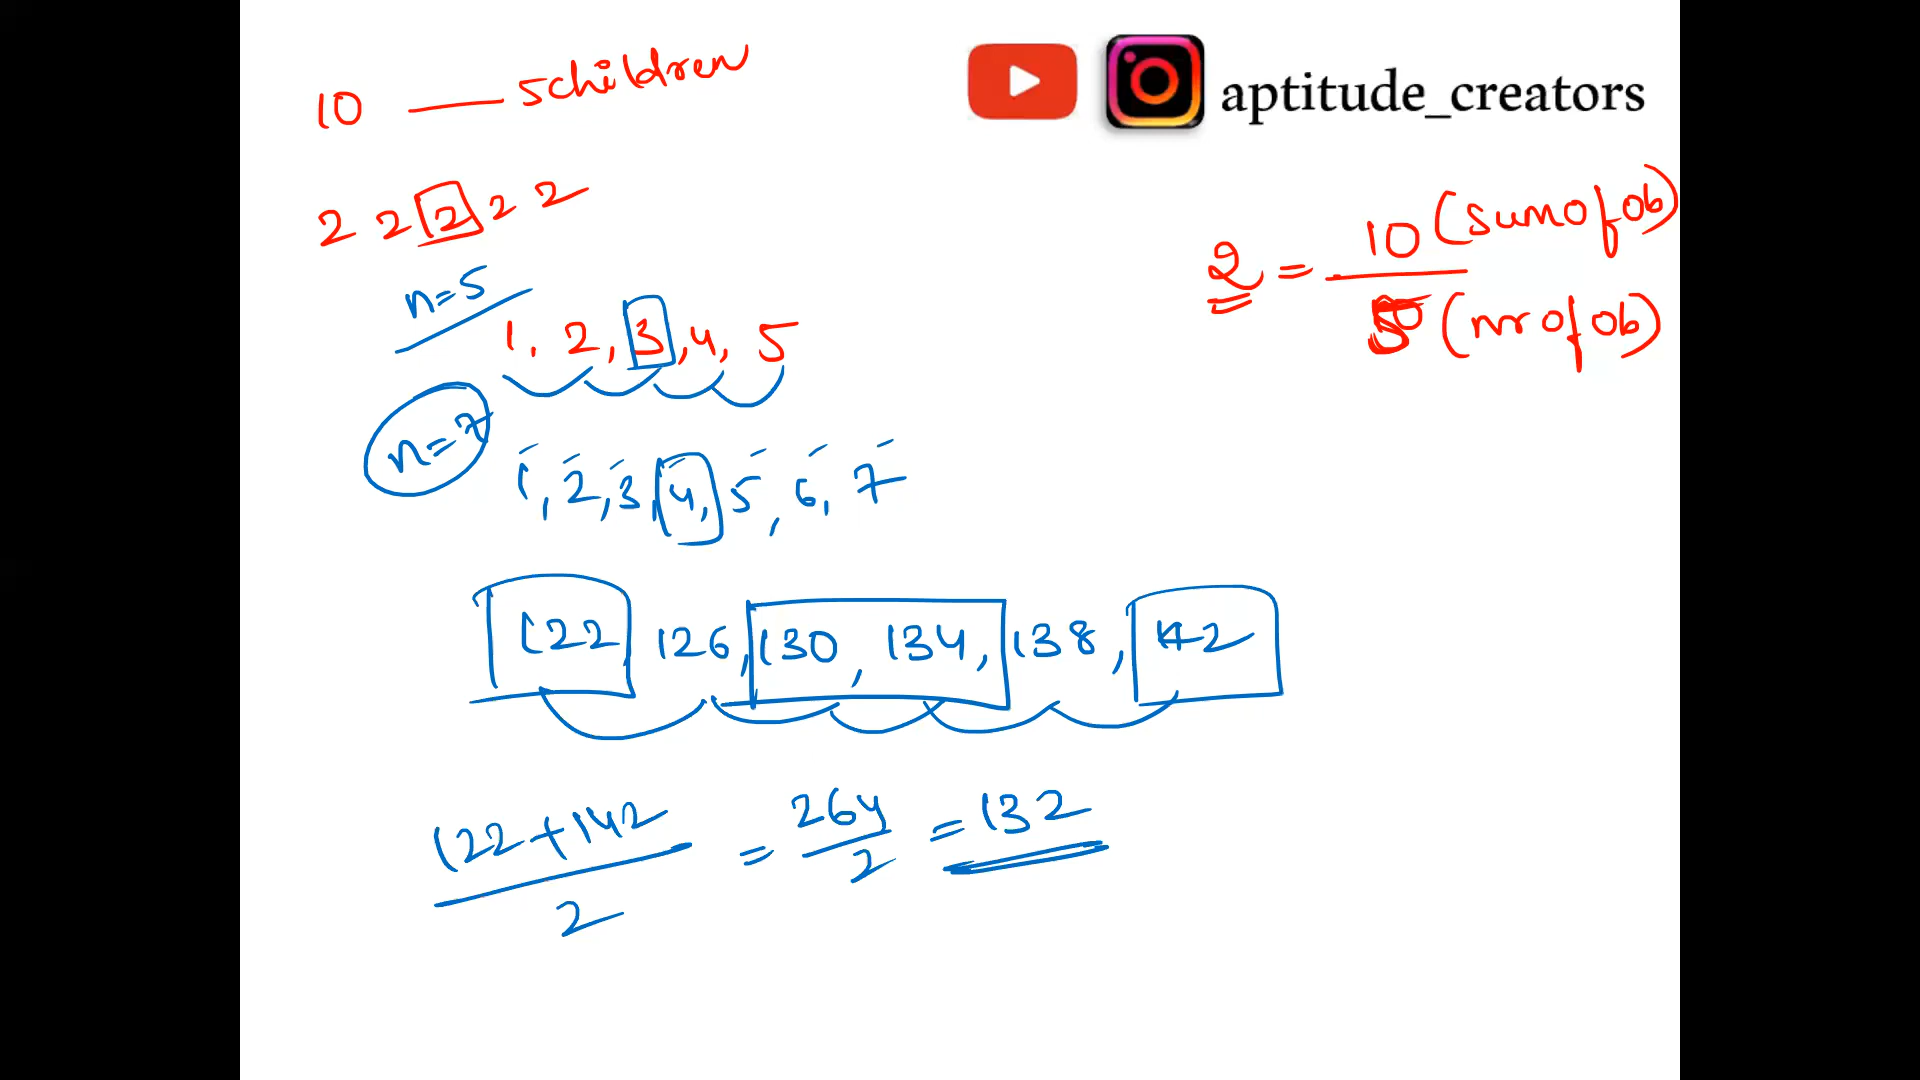 10 — 5children
aptitude_creators
2 2 2 2 2
2 = 10 (sum of ob)
5 (nr of ob)
n=5
1, 2, 3, 4, 5
n=7
1, 2, 3, 4, 5, 6, 7
122, 126, 130, 134, 138, 142
122+142 = 264 = 132
2 2